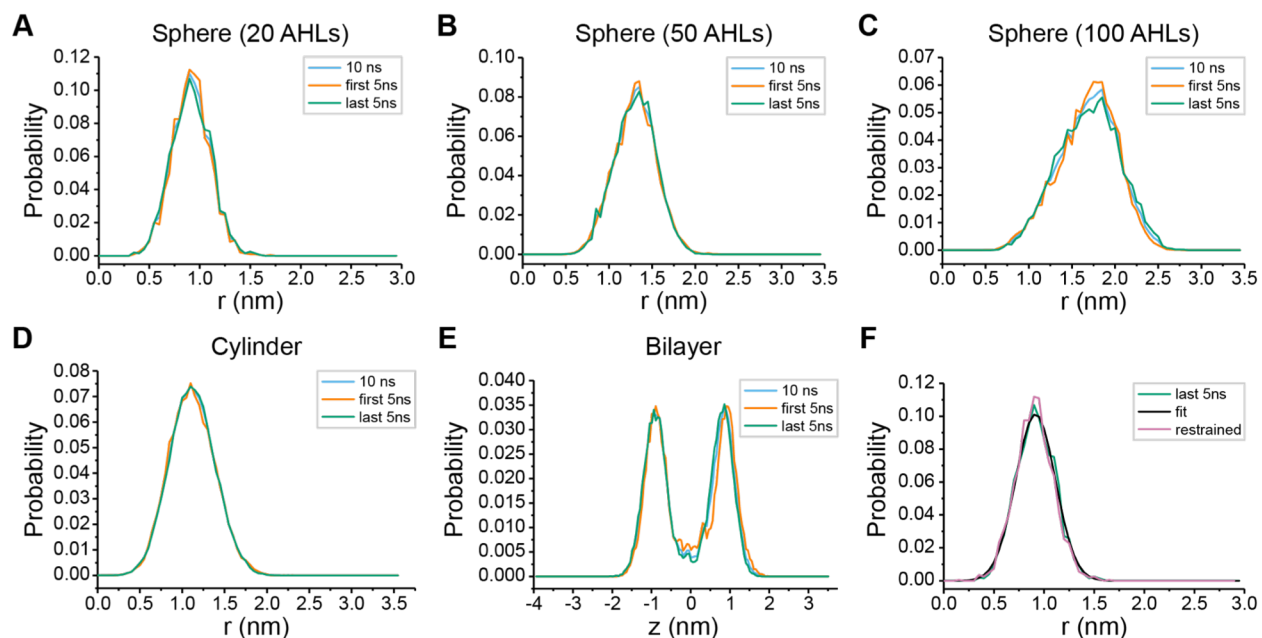 A
Sphere (20 AHLs)
0.12
0.10
0.08
0.06
0.04
0.02
0.00
Probability
10 ns
first 5ns
last 5ns
0.0 0.5 1.0 1.5 2.0 2.5 3.0
r (nm)
B
Sphere (50 AHLs)
0.10
0.08
0.06
0.04
0.02
0.00
Probability
10 ns
first 5ns
last 5ns
0.0 0.5 1.0 1.5 2.0 2.5 3.0 3.5
r (nm)
C
Sphere (100 AHLs)
0.07
0.06
0.05
0.04
0.03
0.02
0.01
0.00
Probability
10 ns
first 5ns
last 5ns
0.0 0.5 1.0 1.5 2.0 2.5 3.0 3.5
r (nm)
D
Cylinder
0.08
0.07
0.06
0.05
0.04
0.03
0.02
0.01
0.00
Probability
10 ns
first 5ns
last 5ns
0.0 0.5 1.0 1.5 2.0 2.5 3.0 3.5
r (nm)
E
Bilayer
0.040
0.035
0.030
0.025
0.020
0.015
0.010
0.005
0.000
Probability
10 ns
first 5ns
last 5ns
-4 -3 -2 -1 0 1 2 3
z (nm)
F
0.12
0.10
0.08
0.06
0.04
0.02
0.00
Probability
last 5ns
fit
restrained
0.0 0.5 1.0 1.5 2.0 2.5 3.0
r (nm)